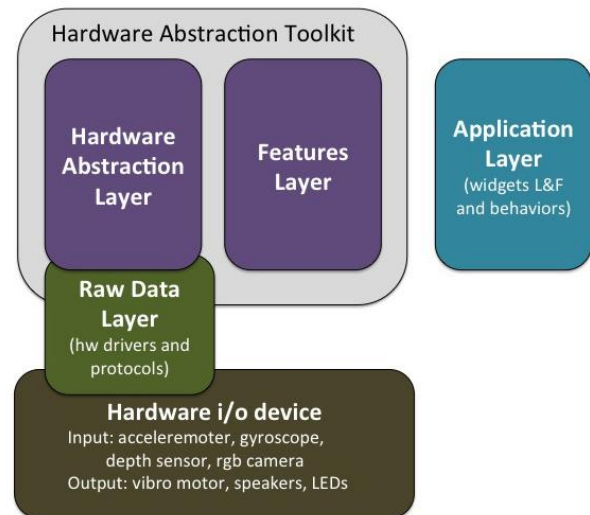 Hardware Abstraction Toolkit
Hardware
Abstraction
Layer
Features
Layer
Application
Layer
(widgets L&F
and behaviors)
Raw Data
Layer
(hw drivers and
protocols)
Hardware i/o device
Input: acceleremoter, gyroscope,
depth sensor, rgb camera
Output: vibro motor, speakers, LEDs